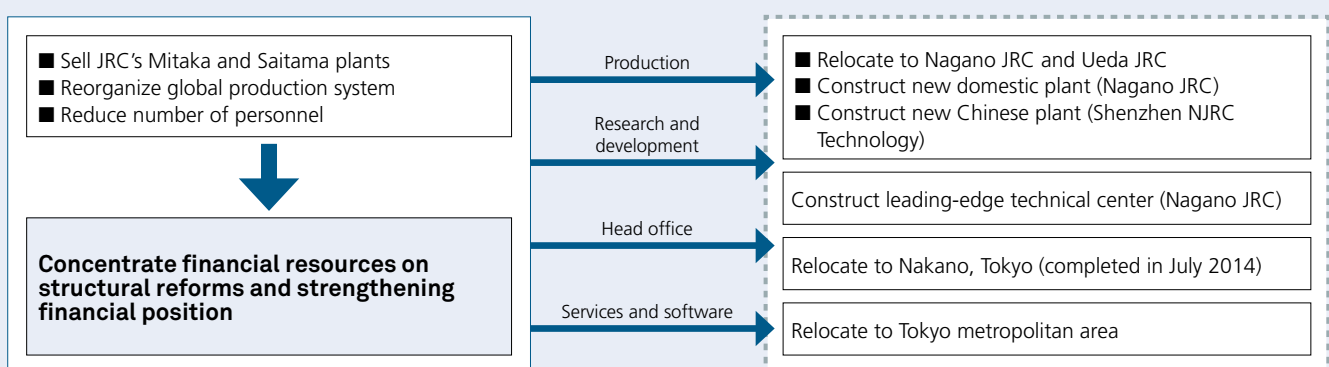 ■ Sell JRC’s Mitaka and Saitama plants
■ Reorganize global production system
■ Reduce number of personnel
Concentrate financial resources on
structural reforms and strengthening
financial position
Production
Research and
development
Head office
Services and software
■ Relocate to Nagano JRC and Ueda JRC
■ Construct new domestic plant (Nagano JRC)
■ Construct new Chinese plant (Shenzhen NJRC
Technology)
Construct leading-edge technical center (Nagano JRC)
Relocate to Nakano, Tokyo (completed in July 2014)
Relocate to Tokyo metropolitan area